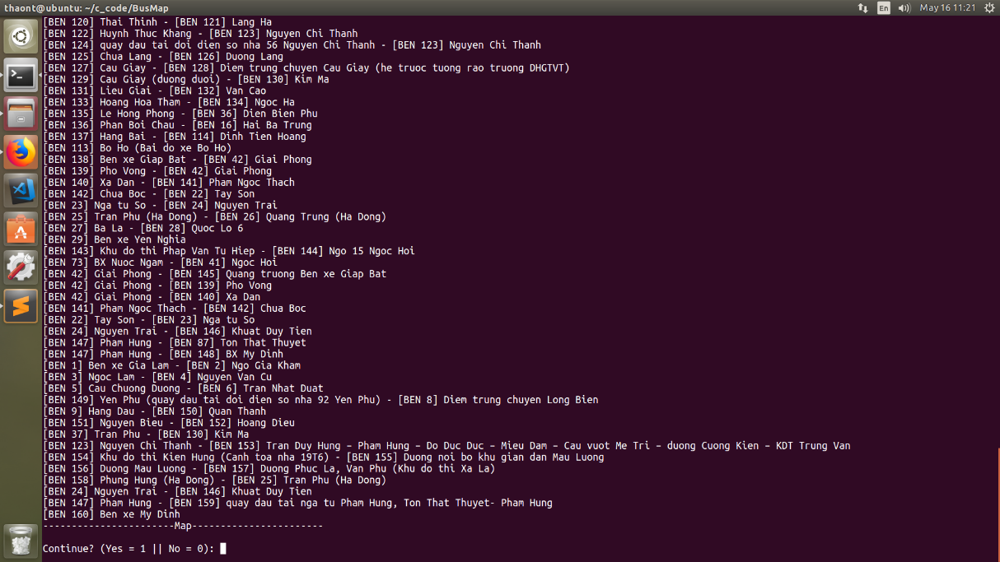 thaont@ubuntu: ~/c_code/BusMap
En
May 16 11:21
[BEN 120] Thai Thinh - [BEN 121] Lang Ha
[BEN 122] Huynh Thuc Khang - [BEN 123] Nguyen Chi Thanh
[BEN 124] quay dau tai doi dien so nha 56 Nguyen Chi Thanh - [BEN 123] Nguyen Chi Thanh
[BEN 125] Chua Lang - [BEN 126] Duong Lang
[BEN 127] Cau Giay - [BEN 128] Diem trung chuyen Cau Giay (he truoc tuong rao truong DHGTVT)
[BEN 129] Cau Giay (duong duoi) - [BEN 130] Kim Ma
[BEN 131] Lieu Giai - [BEN 132] Van Cao
[BEN 133] Hoang Hoa Tham - [BEN 134] Ngoc Ha
[BEN 135] Le Hong Phong - [BEN 36] Dien Bien Phu
[BEN 136] Phan Boi Chau - [BEN 16] Hai Ba Trung
[BEN 137] Hang Bai - [BEN 114] Dinh Tien Hoang
[BEN 113] Bo Ho (Bai do xe Bo Ho)
[BEN 138] Ben xe Giap Bat - [BEN 42] Giai Phong
[BEN 139] Pho Vong - [BEN 42] Giai Phong
[BEN 140] Xa Dan - [BEN 141] Pham Ngoc Thach
[BEN 142] Chua Boc - [BEN 22] Tay Son
[BEN 23] Nga tu So - [BEN 24] Nguyen Trai
[BEN 25] Tran Phu (Ha Dong) - [BEN 26] Quang Trung (Ha Dong)
[BEN 27] Ba La - [BEN 28] Quoc Lo 6
[BEN 29] Ben xe Yen Nghia
[BEN 143] Khu do thi Phap Van Tu Hiep - [BEN 144] Ngo 15 Ngoc Hoi
[BEN 73] BX Nuoc Ngam - [BEN 41] Ngoc Hoi
[BEN 42] Giai Phong - [BEN 145] Quang truong Ben xe Giap Bat
[BEN 42] Giai Phong - [BEN 139] Pho Vong
[BEN 42] Giai Phong - [BEN 140] Xa Dan
[BEN 141] Pham Ngoc Thach - [BEN 142] Chua Boc
[BEN 22] Tay Son - [BEN 23] Nga tu So
[BEN 24] Nguyen Trai - [BEN 146] Khuat Duy Tien
[BEN 147] Pham Hung - [BEN 87] Ton That Thuyet
[BEN 147] Pham Hung - [BEN 148] BX My Dinh
[BEN 1] Ben xe Gia Lam - [BEN 2] Ngo Gia Kham
[BEN 3] Ngoc Lam - [BEN 4] Nguyen Van Cu
[BEN 5] Cau Chuong Duong - [BEN 6] Tran Nhat Duat
[BEN 149] Yen Phu (quay dau tai doi dien so nha 92 Yen Phu) - [BEN 8] Diem trung chuyen Long Bien
[BEN 9] Hang Dau - [BEN 150] Quan Thanh
[BEN 151] Nguyen Bieu - [BEN 152] Hoang Dieu
[BEN 37] Tran Phu - [BEN 130] Kim Ma
[BEN 123] Nguyen Chi Thanh - [BEN 153] Tran Duy Hung – Pham Hung – Do Duc Duc – Mieu Dam – Cau vuot Me Tri – duong Cuong Kien – KDT Trung Van
[BEN 154] Khu do thi Kien Hung (Canh toa nha 19T6) - [BEN 155] Duong noi bo khu gian dan Mau Luong
[BEN 156] Duong Mau Luong - [BEN 157] Duong Phuc La, Van Phu (Khu do thi Xa La)
[BEN 158] Phung Hung (Ha Dong) - [BEN 25] Tran Phu (Ha Dong)
[BEN 24] Nguyen Trai - [BEN 146] Khuat Duy Tien
[BEN 147] Pham Hung - [BEN 159] quay dau tai nga tu Pham Hung, Ton That Thuyet- Pham Hung
[BEN 160] Ben xe My Dinh
-----------------------Map-----------------------
Continue? (Yes = 1 || No = 0):